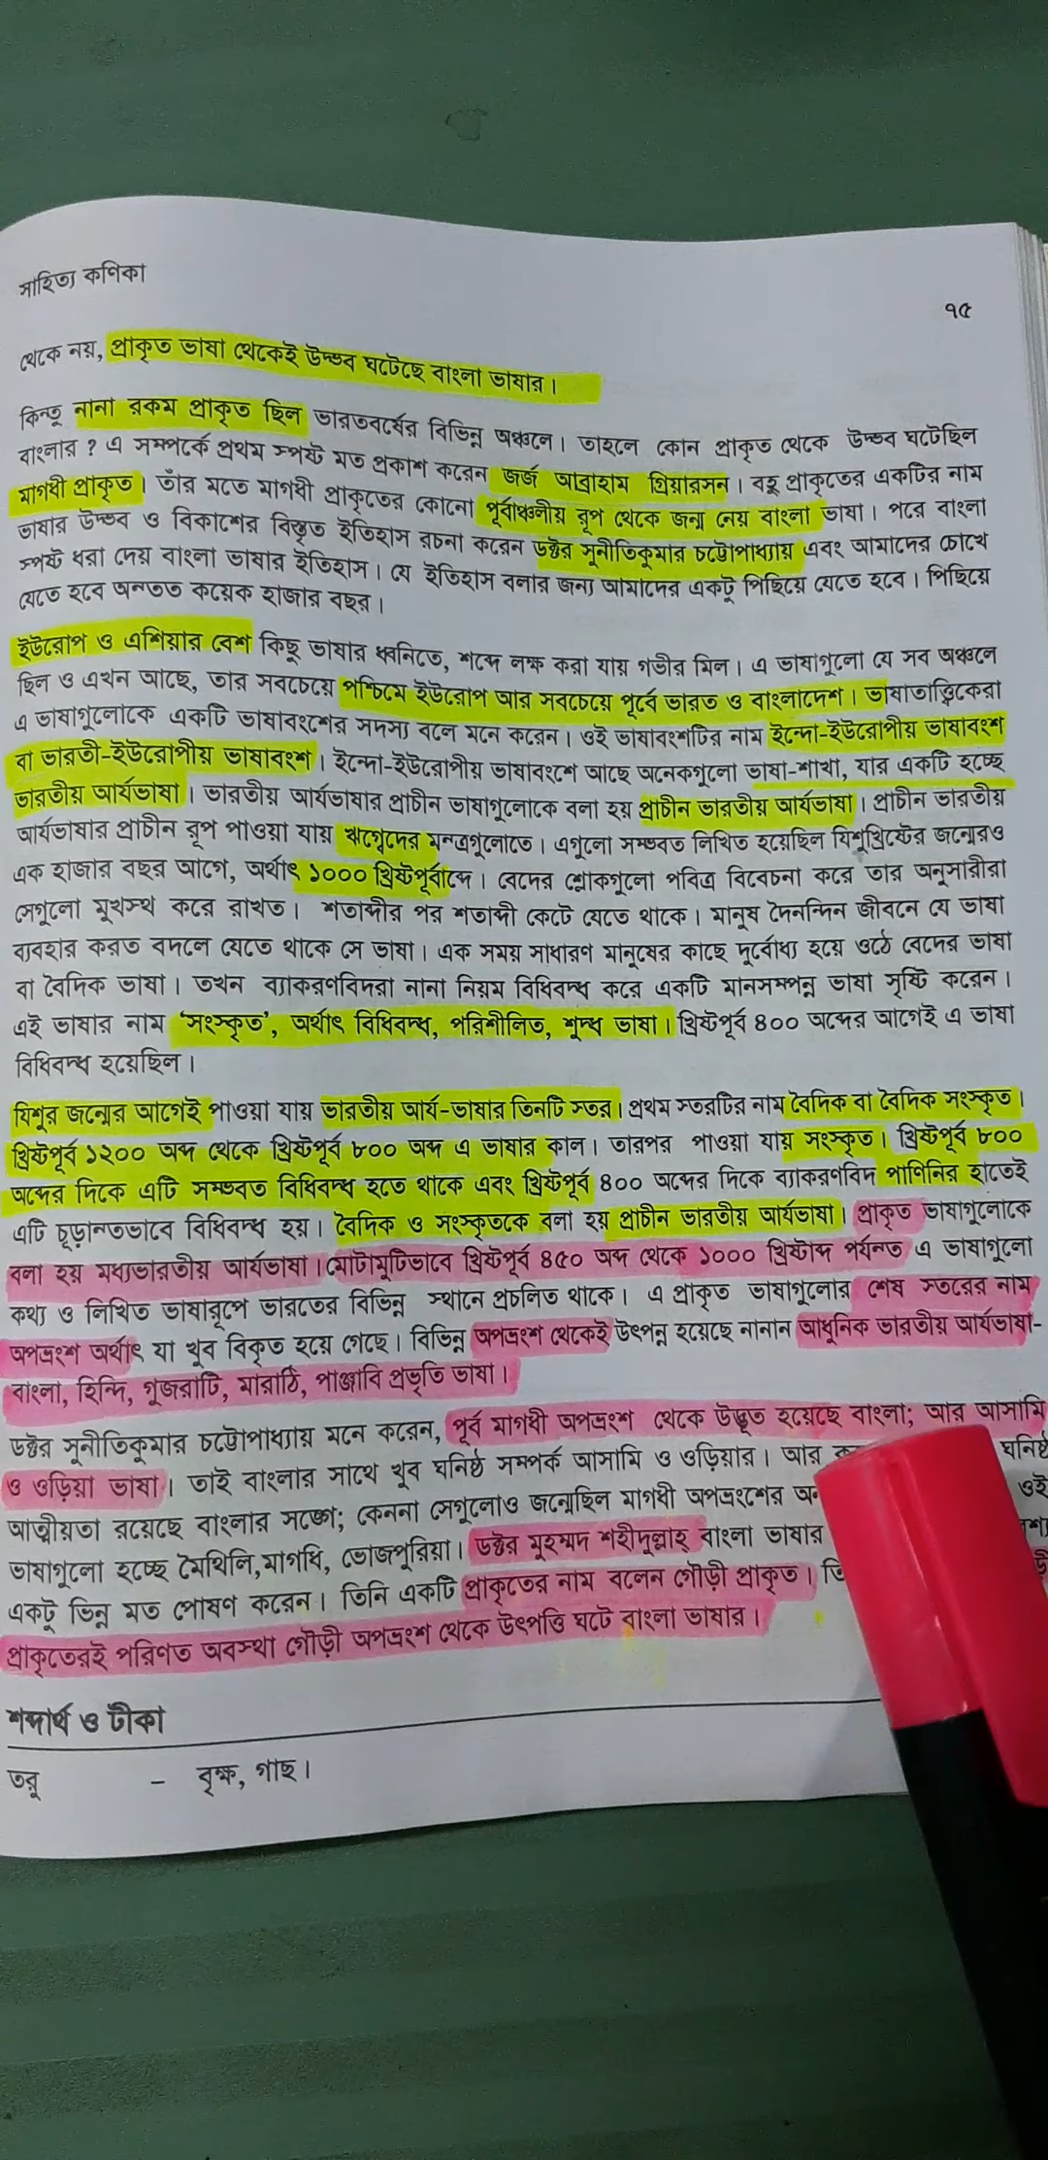 সাহিত্য কণিকা
৭৫
থেকে নয়, প্রাকৃত ভাষা থেকেই উদ্ভব ঘটেছে বাংলা ভাষার।
কিন্তু নানা রকম প্রাকৃত ছিল ভারতবর্ষের বিভিন্ন অঞ্চলে। তাহলে কোন প্রাকৃত থেকে উদ্ভব ঘটেছিল
বাংলার ? এ সম্পর্কে প্রথম স্পষ্ট মত প্রকাশ করেন জর্জ আব্রাহাম গ্রিয়ারসন। বহু প্রাকৃতের একটির নাম
মাগধী প্রাকৃত। তাঁর মতে মাগধী প্রাকৃতের কোনো পূর্বাঞ্চলীয় রূপ থেকে জন্ম নেয় বাংলা ভাষা। পরে বাংলা
ভাষার উদ্ভব ও বিকাশের বিস্তৃত ইতিহাস রচনা করেন ডক্টর সুনীতিকুমার চট্টোপাধ্যায় এবং আমাদের চোখে
স্পষ্ট ধরা দেয় বাংলা ভাষার ইতিহাস। যে ইতিহাস বলার জন্য আমাদের একটু পিছিয়ে যেতে হবে। পিছিয়ে
যেতে হবে অন্তত কয়েক হাজার বছর।
ইউরোপ ও এশিয়ার বেশ কিছু ভাষার ধ্বনিতে, শব্দে লক্ষ করা যায় গভীর মিল। এ ভাষাগুলো যে সব অঞ্চলে
ছিল ও এখন আছে, তার সবচেয়ে পশ্চিমে ইউরোপ আর সবচেয়ে পূর্বে ভারত ও বাংলাদেশ। ভাষাতাত্ত্বিকেরা
এ ভাষাগুলোকে একটি ভাষাবংশের সদস্য বলে মনে করেন। ওই ভাষাবংশটির নাম ইন্দো-ইউরোপীয় ভাষাবংশ
বা ভারতী-ইউরোপীয় ভাষাবংশ। ইন্দো-ইউরোপীয় ভাষাবংশে আছে অনেকগুলো ভাষা-শাখা, যার একটি হচ্ছে
ভারতীয় আর্যভাষা। ভারতীয় আর্যভাষার প্রাচীন ভাষাগুলোকে বলা হয় প্রাচীন ভারতীয় আর্যভাষা। প্রাচীন ভারতীয়
আর্যভাষার প্রাচীন রূপ পাওয়া যায় ঋগ্বেদের মন্ত্রগুলোতে। এগুলো সম্ভবত লিখিত হয়েছিল যিশুখ্রিষ্টের জন্মেরও
এক হাজার বছর আগে, অর্থাৎ ১০০০ খ্রিষ্টপূর্বাব্দে। বেদের শ্লোকগুলো পবিত্র বিবেচনা করে তার অনুসারীরা
সেগুলো মুখস্থ করে রাখত। শতাব্দীর পর শতাব্দী কেটে যেতে থাকে। মানুষ দৈনন্দিন জীবনে যে ভাষা
ব্যবহার করত বদলে যেতে থাকে সে ভাষা। এক সময় সাধারণ মানুষের কাছে দুর্বোধ্য হয়ে ওঠে বেদের ভাষা
বা বৈদিক ভাষা। তখন ব্যাকরণবিদরা নানা নিয়ম বিধিবদ্ধ করে একটি মানসম্পন্ন ভাষা সৃষ্টি করেন।
এই ভাষার নাম ‘সংস্কৃত’, অর্থাৎ বিধিবদ্ধ, পরিশীলিত, শুদ্ধ ভাষা। খ্রিষ্টপূর্ব ৪০০ অব্দের আগেই এ ভাষা
বিধিবদ্ধ হয়েছিল।
যিশুর জন্মের আগেই পাওয়া যায় ভারতীয় আর্য-ভাষার তিনটি স্তর। প্রথম স্তরটির নাম বৈদিক বা বৈদিক সংস্কৃত।
খ্রিষ্টপূর্ব ১২০০ অব্দ থেকে খ্রিষ্টপূর্ব ৮০০ অব্দ এ ভাষার কাল। তারপর পাওয়া যায় সংস্কৃত। খ্রিষ্টপূর্ব ৮০০
অব্দের দিকে এটি সম্ভবত বিধিবদ্ধ হতে থাকে এবং খ্রিষ্টপূর্ব ৪০০ অব্দের দিকে ব্যাকরণবিদ পাণিনির হাতেই
এটি চূড়ান্তভাবে বিধিবদ্ধ হয়। বৈদিক ও সংস্কৃতকে বলা হয় প্রাচীন ভারতীয় আর্যভাষা। প্রাকৃত ভাষাগুলোকে
বলা হয় মধ্যভারতীয় আর্যভাষা। মোটামুটিভাবে খ্রিষ্টপূর্ব ৪৫০ অব্দ থেকে ১০০০ খ্রিষ্টাব্দ পর্যন্ত এ ভাষাগুলো
কথ্য ও লিখিত ভাষারূপে ভারতের বিভিন্ন স্থানে প্রচলিত থাকে। এ প্রাকৃত ভাষাগুলোর শেষ স্তরের নাম
অপভ্রংশ অর্থাৎ যা খুব বিকৃত হয়ে গেছে। বিভিন্ন অপভ্রংশ থেকেই উৎপন্ন হয়েছে নানান আধুনিক ভারতীয় আর্যভাষা-
বাংলা, হিন্দি, গুজরাটি, মারাঠি, পাঞ্জাবি প্রভৃতি ভাষা।
ডক্টর সুনীতিকুমার চট্টোপাধ্যায় মনে করেন, পূর্ব মাগধী অপভ্রংশ থেকে উদ্ভূত হয়েছে বাংলা; আর আসামি
ও ওড়িয়া ভাষা। তাই বাংলার সাথে খুব ঘনিষ্ঠ সম্পর্ক আসামি ও ওড়িয়ার। আর ঘনিষ্ঠ
আত্মীয়তা রয়েছে বাংলার সঙ্গে; কেননা সেগুলোও জন্মেছিল মাগধী অপভ্রংশের ওই
ভাষাগুলো হচ্ছে মৈথিলি,মাগধি, ভোজপুরিয়া। ডক্টর মুহম্মদ শহীদুল্লাহ বাংলা ভাষার
একটু ভিন্ন মত পোষণ করেন। তিনি একটি প্রাকৃতের নাম বলেন গৌড়ী প্রাকৃত।
প্রাকৃতেরই পরিণত অবস্থা গৌড়ী অপভ্রংশ থেকে উৎপত্তি ঘটে বাংলা ভাষার।
শব্দার্থ ও টীকা
তরু – বৃক্ষ, গাছ।